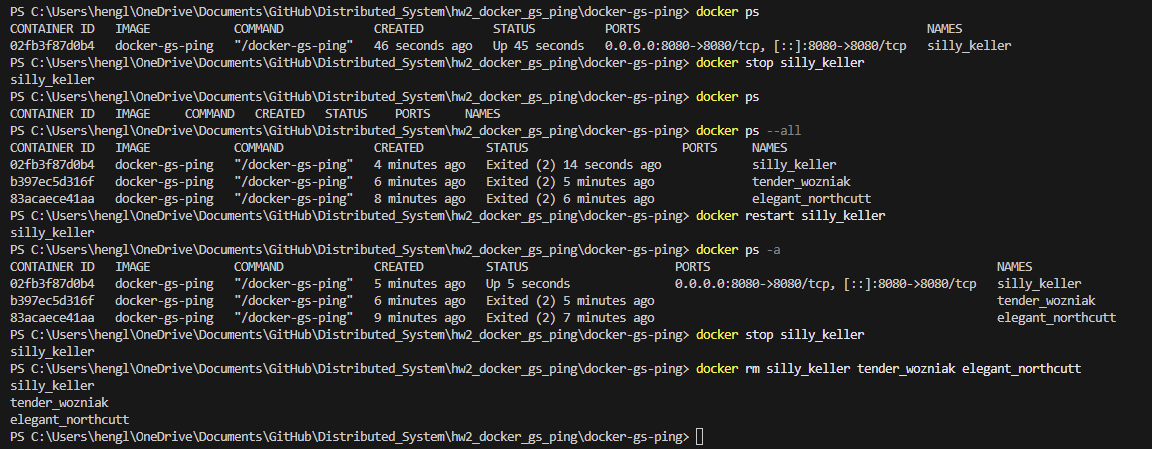 PS C:\Users\hengl\OneDrive\Documents\GitHub\Distributed_System\hw2_docker_gs_ping\docker-gs-ping> docker ps
CONTAINER ID   IMAGE            COMMAND             CREATED          STATUS          PORTS                                         NAMES
02fb3f87d0b4   docker-gs-ping   "/docker-gs-ping"   46 seconds ago   Up 45 seconds   0.0.0.0:8080->8080/tcp, [::]:8080->8080/tcp   silly_keller
PS C:\Users\hengl\OneDrive\Documents\GitHub\Distributed_System\hw2_docker_gs_ping\docker-gs-ping> docker stop silly_keller
silly_keller
PS C:\Users\hengl\OneDrive\Documents\GitHub\Distributed_System\hw2_docker_gs_ping\docker-gs-ping> docker ps
CONTAINER ID   IMAGE     COMMAND   CREATED   STATUS    PORTS     NAMES
PS C:\Users\hengl\OneDrive\Documents\GitHub\Distributed_System\hw2_docker_gs_ping\docker-gs-ping> docker ps --all
CONTAINER ID   IMAGE            COMMAND             CREATED         STATUS                      PORTS     NAMES
02fb3f87d0b4   docker-gs-ping   "/docker-gs-ping"   4 minutes ago   Exited (2) 14 seconds ago             silly_keller
b397ec5d316f   docker-gs-ping   "/docker-gs-ping"   6 minutes ago   Exited (2) 5 minutes ago              tender_wozniak
83acaece41aa   docker-gs-ping   "/docker-gs-ping"   8 minutes ago   Exited (2) 6 minutes ago              elegant_northcutt
PS C:\Users\hengl\OneDrive\Documents\GitHub\Distributed_System\hw2_docker_gs_ping\docker-gs-ping> docker restart silly_keller
silly_keller
PS C:\Users\hengl\OneDrive\Documents\GitHub\Distributed_System\hw2_docker_gs_ping\docker-gs-ping> docker ps -a
CONTAINER ID   IMAGE            COMMAND             CREATED         STATUS                     PORTS                                         NAMES
02fb3f87d0b4   docker-gs-ping   "/docker-gs-ping"   5 minutes ago   Up 5 seconds               0.0.0.0:8080->8080/tcp, [::]:8080->8080/tcp   silly_keller
b397ec5d316f   docker-gs-ping   "/docker-gs-ping"   6 minutes ago   Exited (2) 5 minutes ago                                                 tender_wozniak
83acaece41aa   docker-gs-ping   "/docker-gs-ping"   9 minutes ago   Exited (2) 7 minutes ago                                                 elegant_northcutt
PS C:\Users\hengl\OneDrive\Documents\GitHub\Distributed_System\hw2_docker_gs_ping\docker-gs-ping> docker stop silly_keller
silly_keller
PS C:\Users\hengl\OneDrive\Documents\GitHub\Distributed_System\hw2_docker_gs_ping\docker-gs-ping> docker rm silly_keller tender_wozniak elegant_northcutt
silly_keller
tender_wozniak
elegant_northcutt
PS C:\Users\hengl\OneDrive\Documents\GitHub\Distributed_System\hw2_docker_gs_ping\docker-gs-ping>